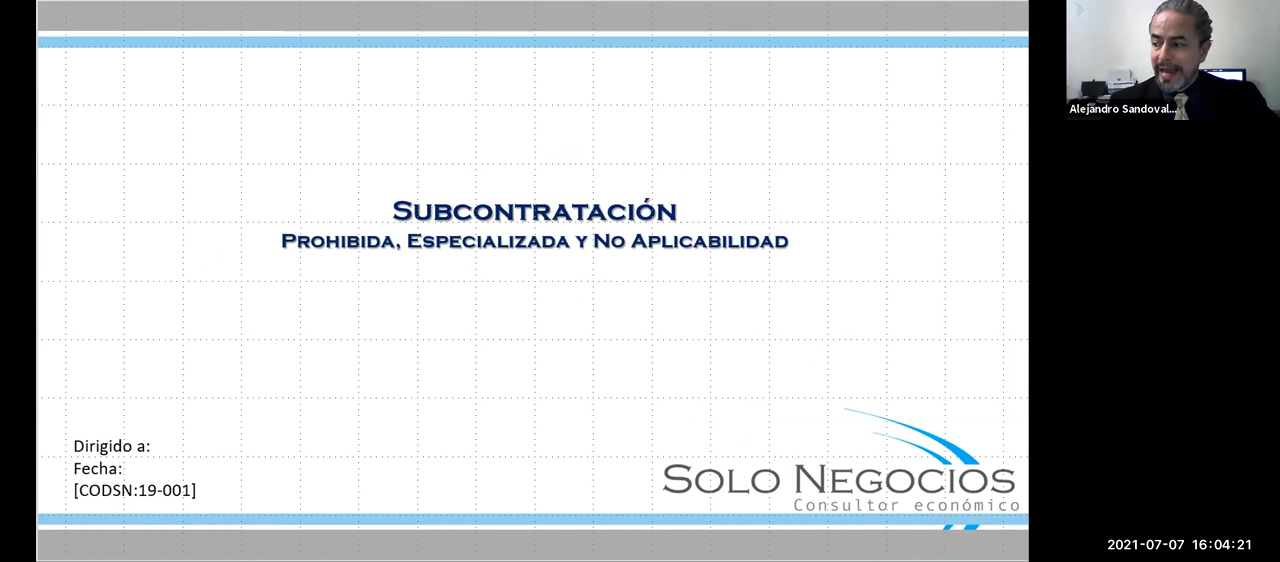 Subcontratación
Prohibida, Especializada y No Aplicabilidad
Dirigido a:
Fecha:
[CODSN:19-001]
Solo Negocios
Consultor económico
Alejandro Sandoval...
2021-07-07 16:04:21